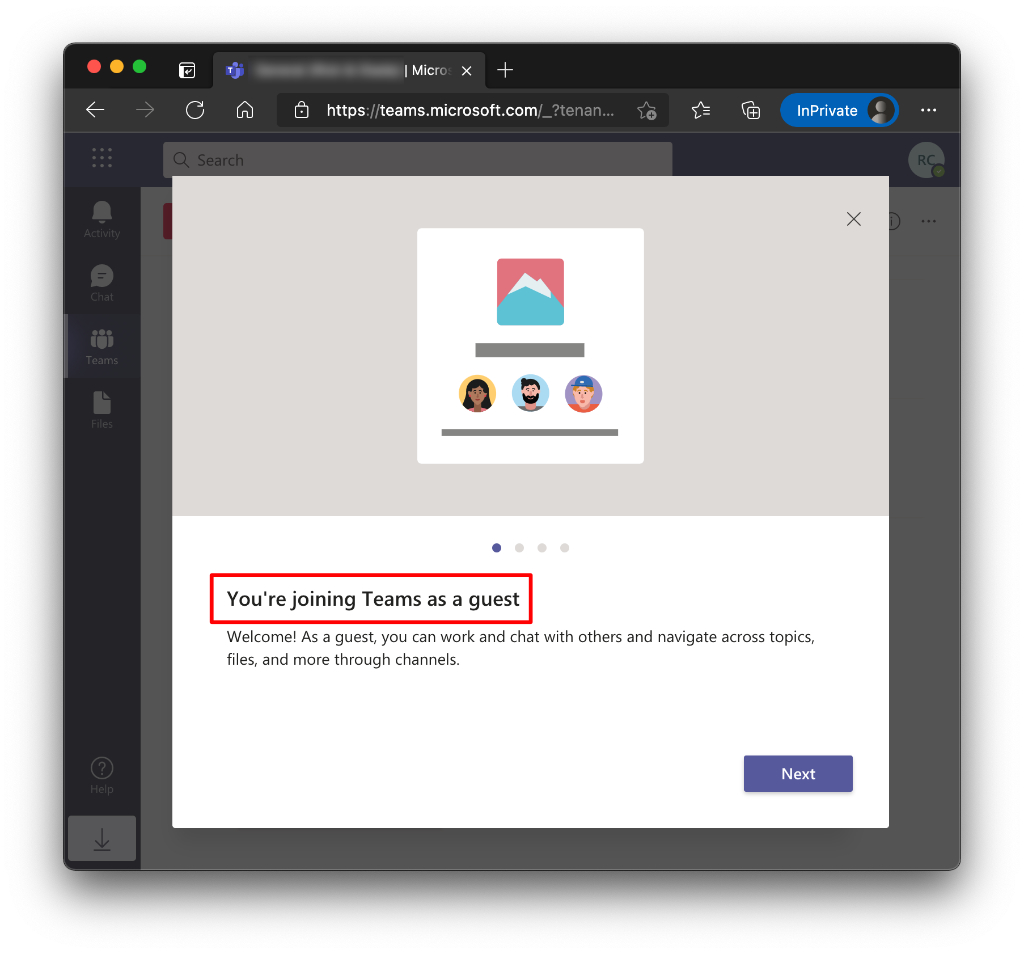 | Micros
https://teams.microsoft.com/_?tenan...
InPrivate
Search
RC
Activity
Chat
Teams
Files
You're joining Teams as a guest
Welcome! As a guest, you can work and chat with others and navigate across topics,
files, and more through channels.
Next
Help